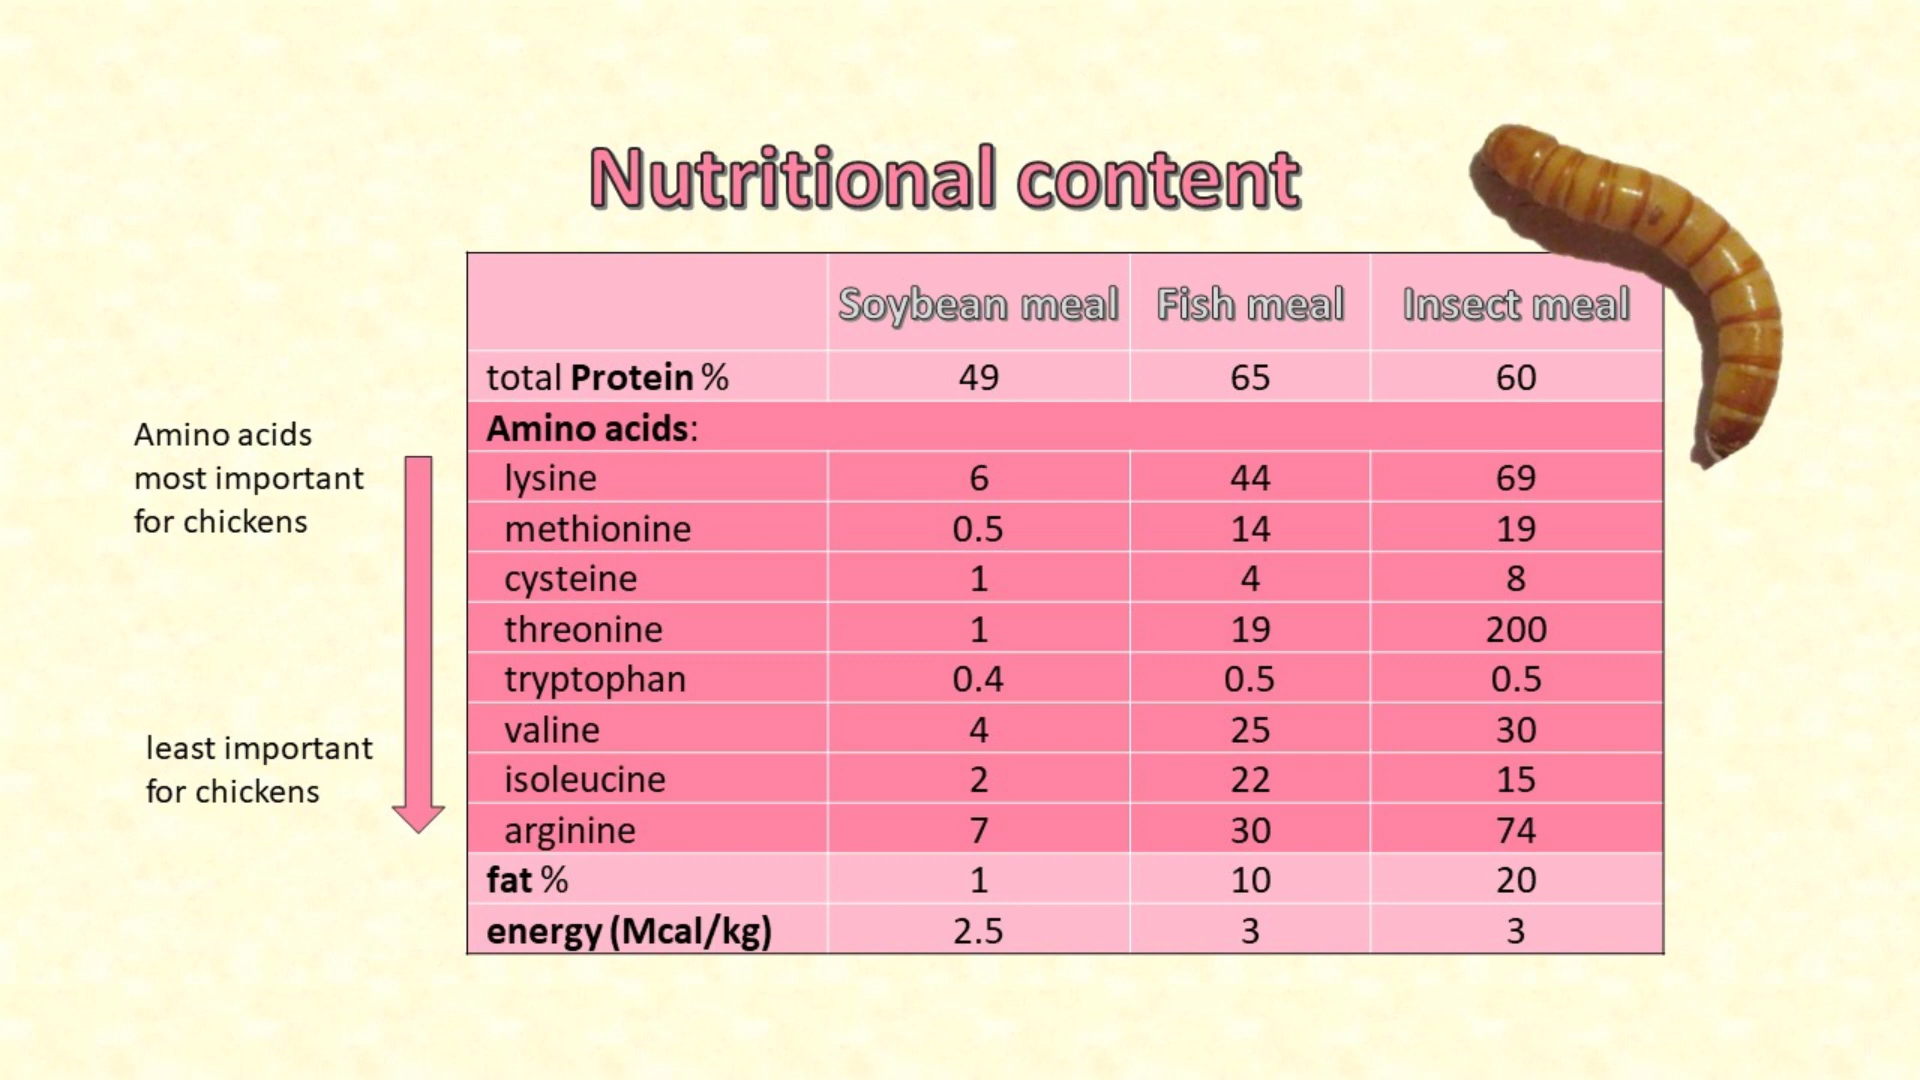 Nutritional content
Soybean meal Fish meal Insect meal
total Protein % 49 65 60
Amino acids:
Amino acids
most important
for chickens
lysine 6 44 69
methionine 0.5 14 19
cysteine 1 4 8
threonine 1 19 200
tryptophan 0.4 0.5 0.5
valine 4 25 30
isoleucine 2 22 15
arginine 7 30 74
least important
for chickens
fat % 1 10 20
energy (Mcal/kg) 2.5 3 3